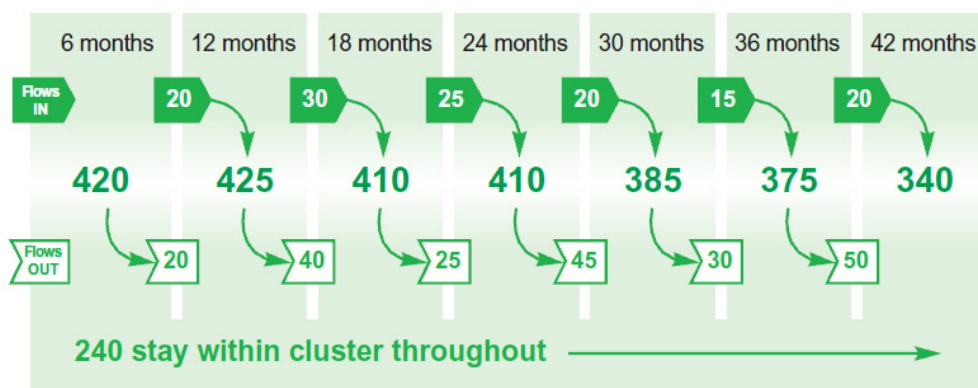 6 months 12 months 18 months 24 months 30 months 36 months 42 months
Flows
IN
20 30 25 20 15 20
420 425 410 410 385 375 340
Flows
OUT
20 40 25 45 30 50
240 stay within cluster throughout